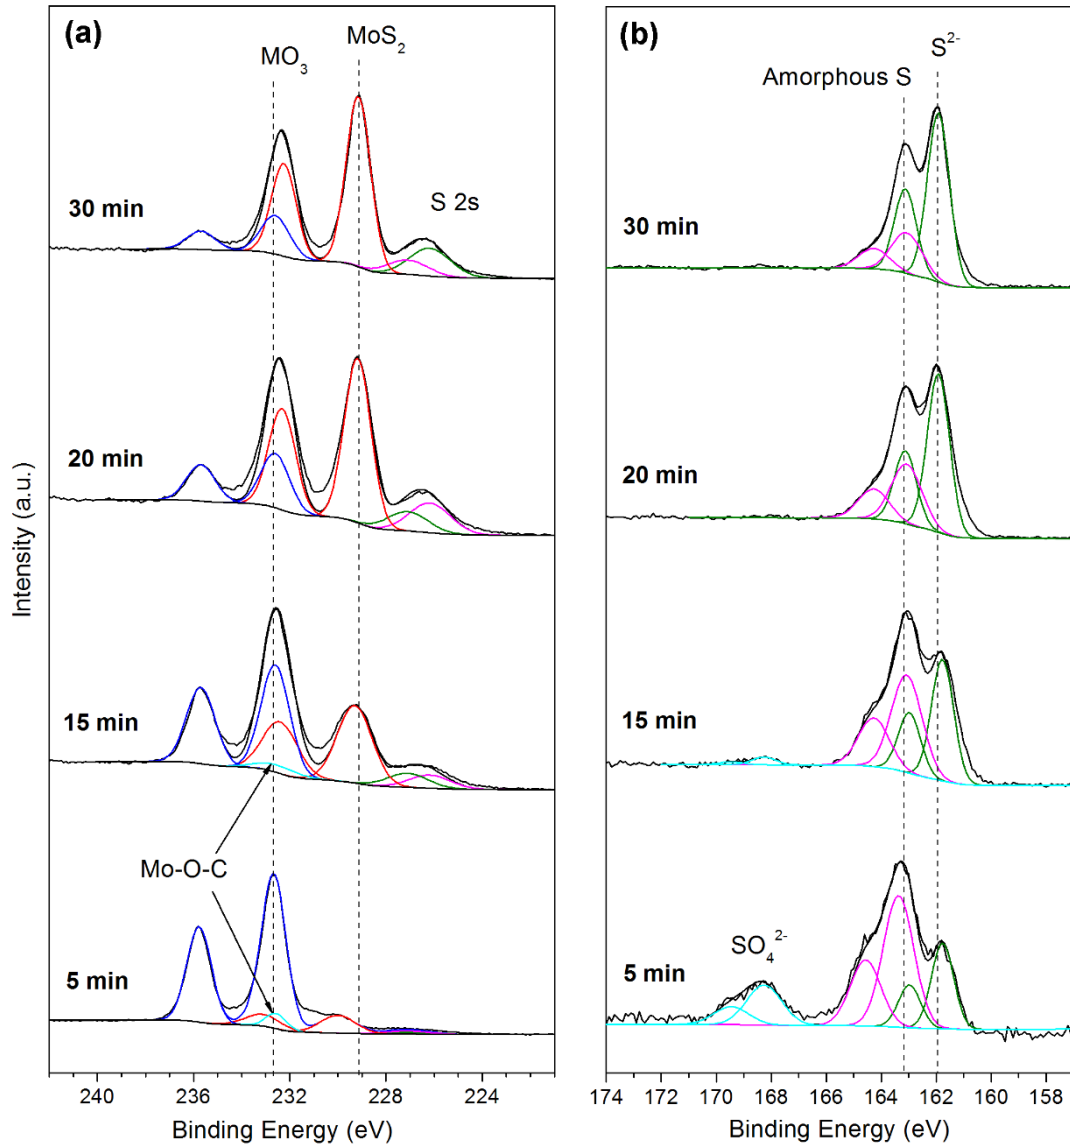 (a)
MO3
MoS2
S 2s
30 min
20 min
15 min
Mo-O-C
5 min
240 236 232 228 224
Binding Energy (eV)
Intensity (a.u.)
(b)
S2-
Amorphous S
30 min
20 min
15 min
SO42-
5 min
174 172 170 168 166 164 162 160 158
Binding Energy (eV)